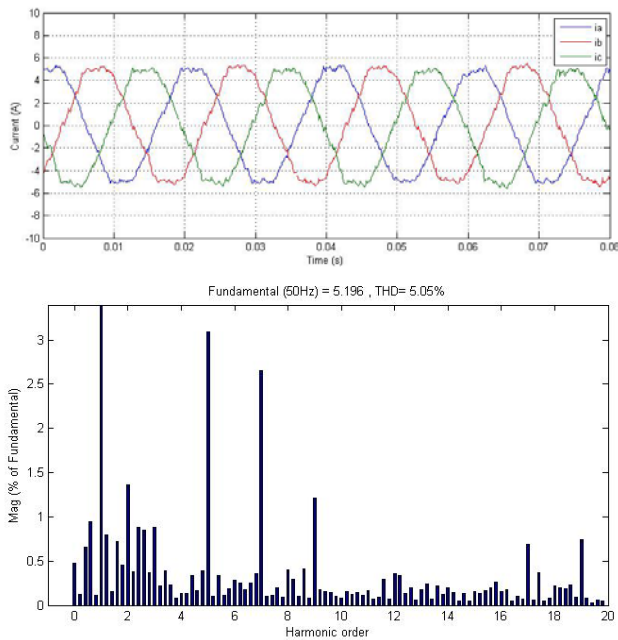 10
8
6
4
2
0
-2
-4
-6
-8
-10
Current (A)
ia
ib
ic
0 0.01 0.02 0.03 0.04 0.05 0.06 0.07 0.08
Time (s)
Fundamental (50Hz) = 5.196 , THD= 5.05%
3
2.5
2
1.5
1
0.5
0
Mag (% of Fundamental)
0 2 4 6 8 10 12 14 16 18 20
Harmonic order